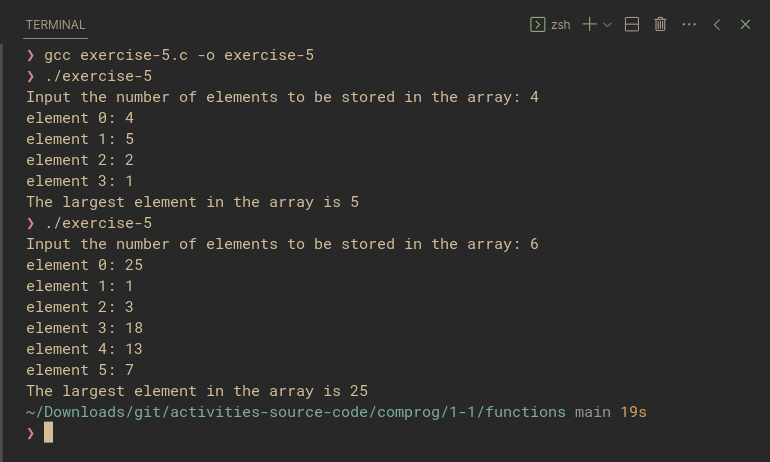 TERMINAL
zsh
❯ gcc exercise-5.c -o exercise-5
❯ ./exercise-5
Input the number of elements to be stored in the array: 4
element 0: 4
element 1: 5
element 2: 2
element 3: 1
The largest element in the array is 5
❯ ./exercise-5
Input the number of elements to be stored in the array: 6
element 0: 25
element 1: 1
element 2: 3
element 3: 18
element 4: 13
element 5: 7
The largest element in the array is 25
~/Downloads/git/activities-source-code/comprog/1-1/functions main 19s
❯